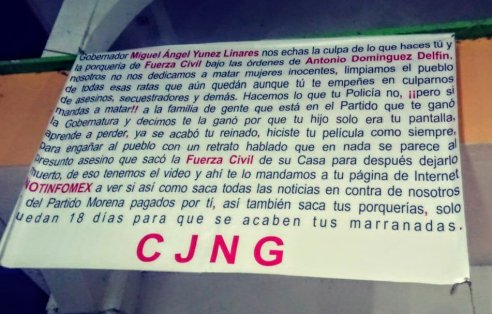 Gobernador Miguel Ángel Yunez Linares nos echas la culpa de lo que haces tú y
la porquería de Fuerza Civil bajo las órdenes de Antonio Domínguez Delfín,
nosotros no nos dedicamos a matar mujeres inocentes, limpiamos el pueblo
de todas esas ratas que aún quedán aunque tú te empeñes en culparnos
de asesinos, secuestradores y demás. Hacemos lo que tu Policía no, ¡¡pero si
mandas a matar!! a la familia de gente que está en el Partido que te ganó
la Gobernatura y decimos te la ganó por que tu hijo solo era tu pantalla,
aprende a perder, ya se acabó tu reinado, hiciste tu película como siempre,
para engañar al pueblo con un retrato hablado que en nada se parece al
presunto asesino que sacó la Fuerza Civil de su Casa para después dejarlo
muerto, de eso tenemos el video y ahí te lo mandamos a tu página de Internet
NOTINFOMEX a ver si así como saca todas las noticias en contra de nosotros
del Partido Morena pagados por tí, así también saca tus porquerías, solo
uedan 18 días para que se acaben tus marranadas.
CJNG